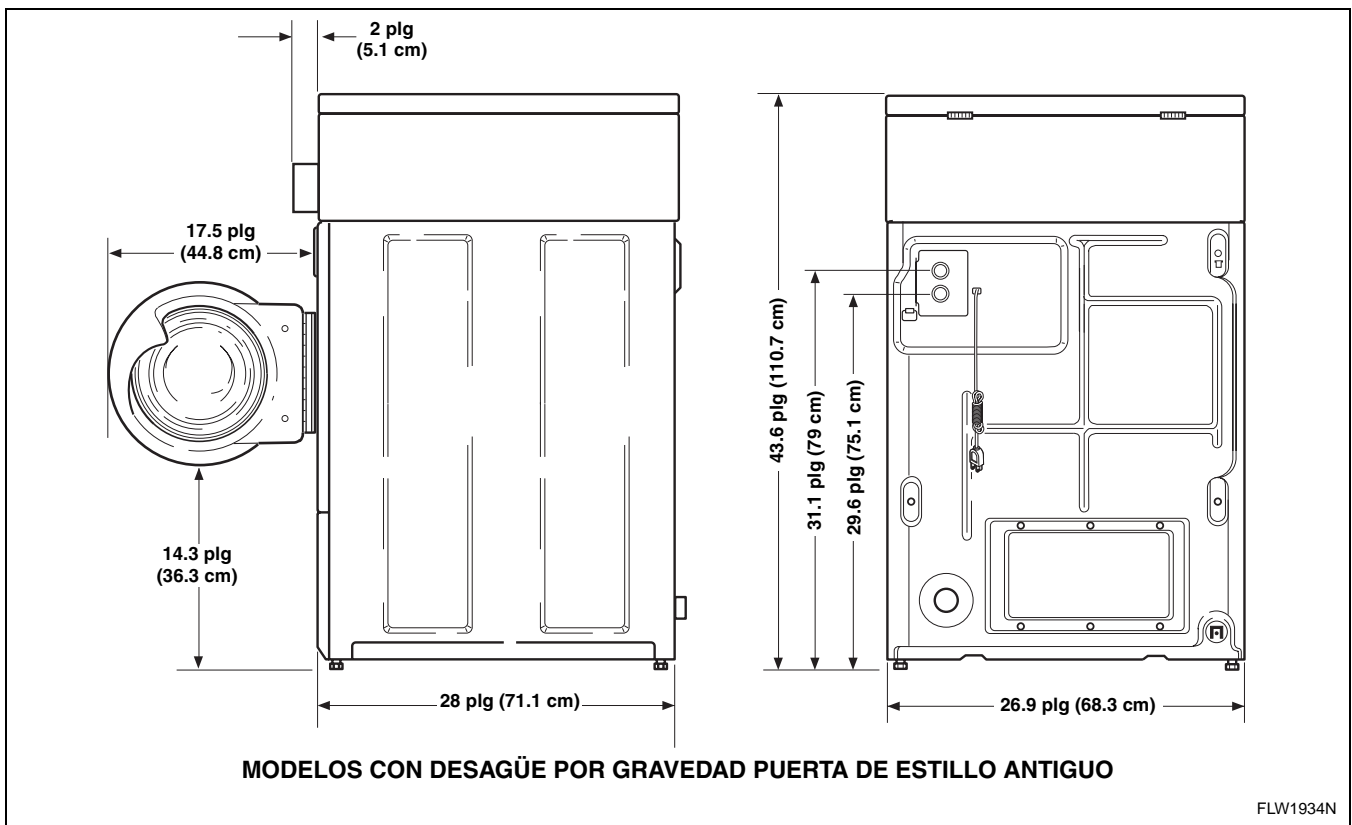 2 plg
(5.1 cm)
17.5 plg
(44.8 cm)
14.3 plg
(36.3 cm)
28 plg (71.1 cm)
43.6 plg (110.7 cm)
31.1 plg (79 cm)
29.6 plg (75.1 cm)
26.9 plg (68.3 cm)
MODELOS CON DESAGÜE POR GRAVEDAD PUERTA DE ESTILLO ANTIGUO
FLW1934N